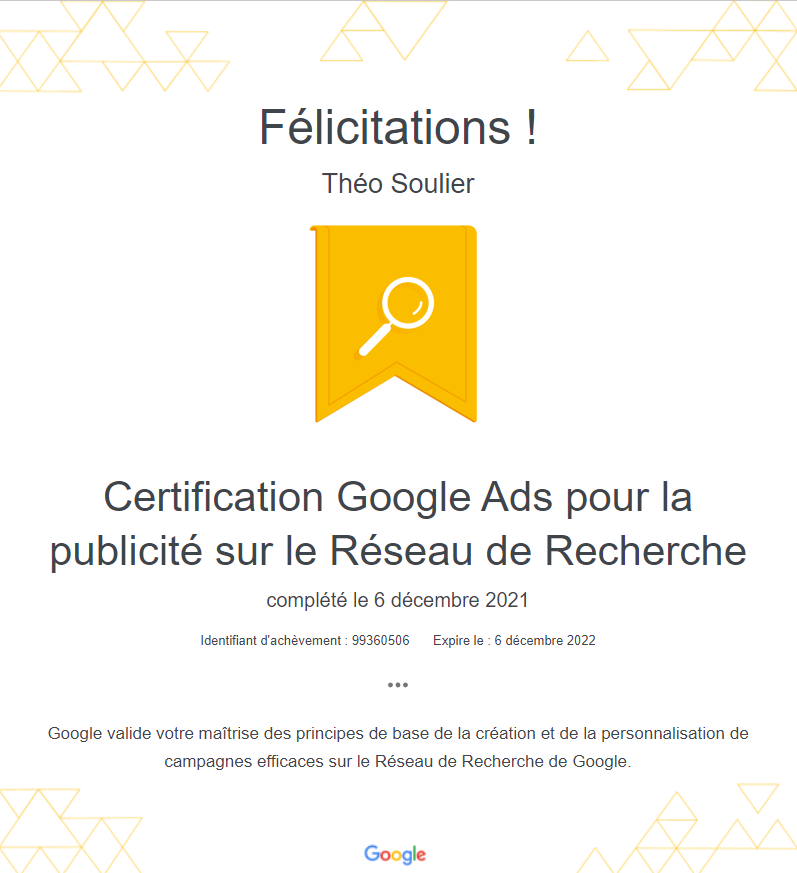 Félicitations !
Théo Soulier
Certification Google Ads pour la
publicité sur le Réseau de Recherche
complété le 6 décembre 2021
Identifiant d'achèvement : 99360506 Expire le : 6 décembre 2022
•••
Google valide votre maîtrise des principes de base de la création et de la personnalisation de
campagnes efficaces sur le Réseau de Recherche de Google.
Google